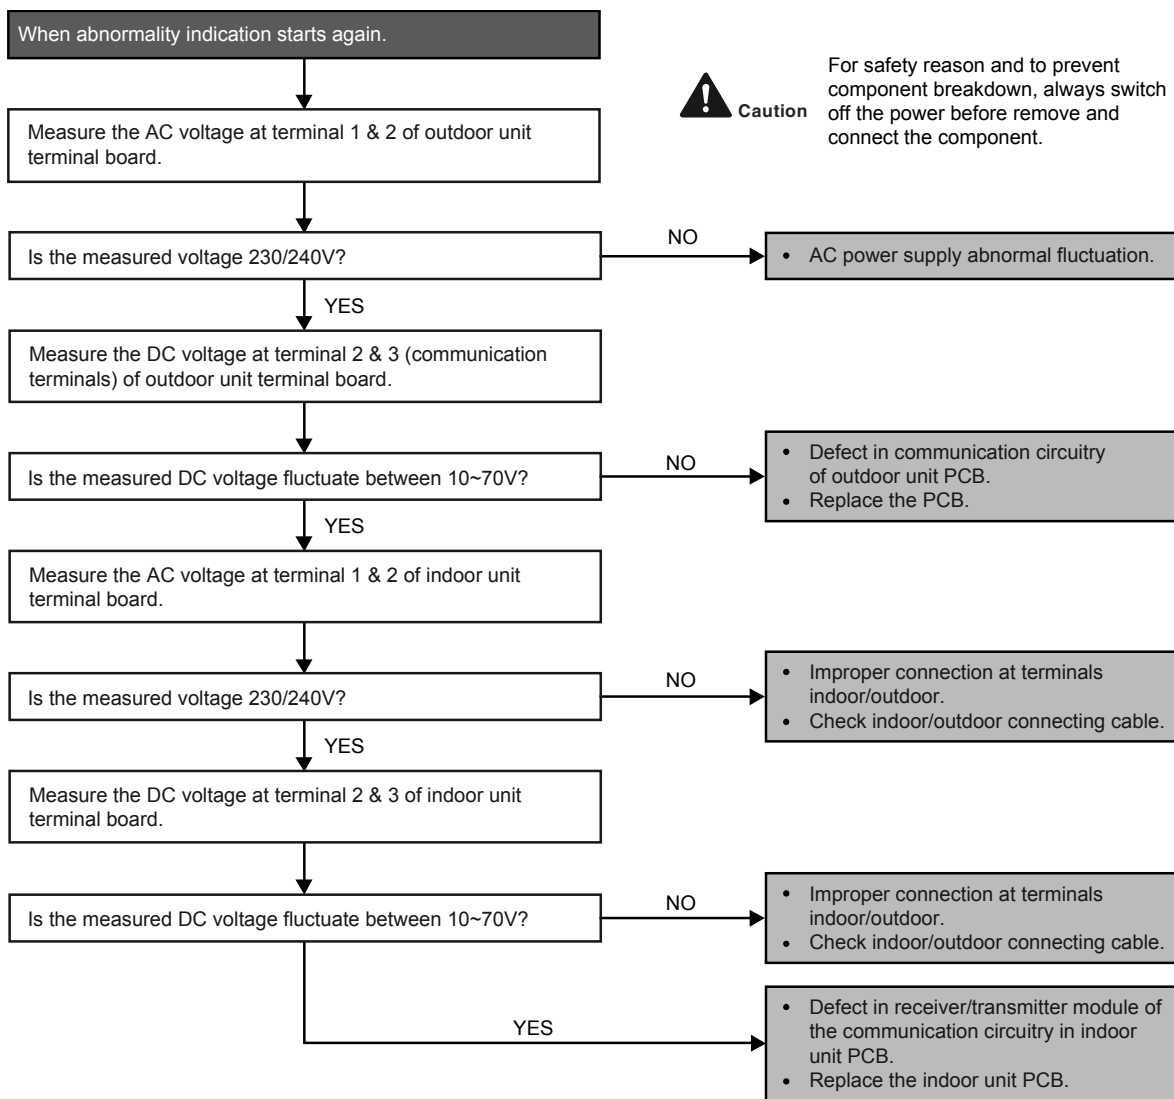 When abnormality indication starts again.
Caution
For safety reason and to prevent
component breakdown, always switch
off the power before remove and
connect the component.
Measure the AC voltage at terminal 1 & 2 of outdoor unit
terminal board.
Is the measured voltage 230/240V?
NO
• AC power supply abnormal fluctuation.
YES
Measure the DC voltage at terminal 2 & 3 (communication
terminals) of outdoor unit terminal board.
Is the measured DC voltage fluctuate between 10~70V?
NO
• Defect in communication circuitry
of outdoor unit PCB.
• Replace the PCB.
YES
Measure the AC voltage at terminal 1 & 2 of indoor unit
terminal board.
Is the measured voltage 230/240V?
NO
• Improper connection at terminals
indoor/outdoor.
• Check indoor/outdoor connecting cable.
YES
Measure the DC voltage at terminal 2 & 3 of indoor unit
terminal board.
Is the measured DC voltage fluctuate between 10~70V?
NO
• Improper connection at terminals
indoor/outdoor.
• Check indoor/outdoor connecting cable.
YES
• Defect in receiver/transmitter module of
the communication circuitry in indoor
unit PCB.
• Replace the indoor unit PCB.